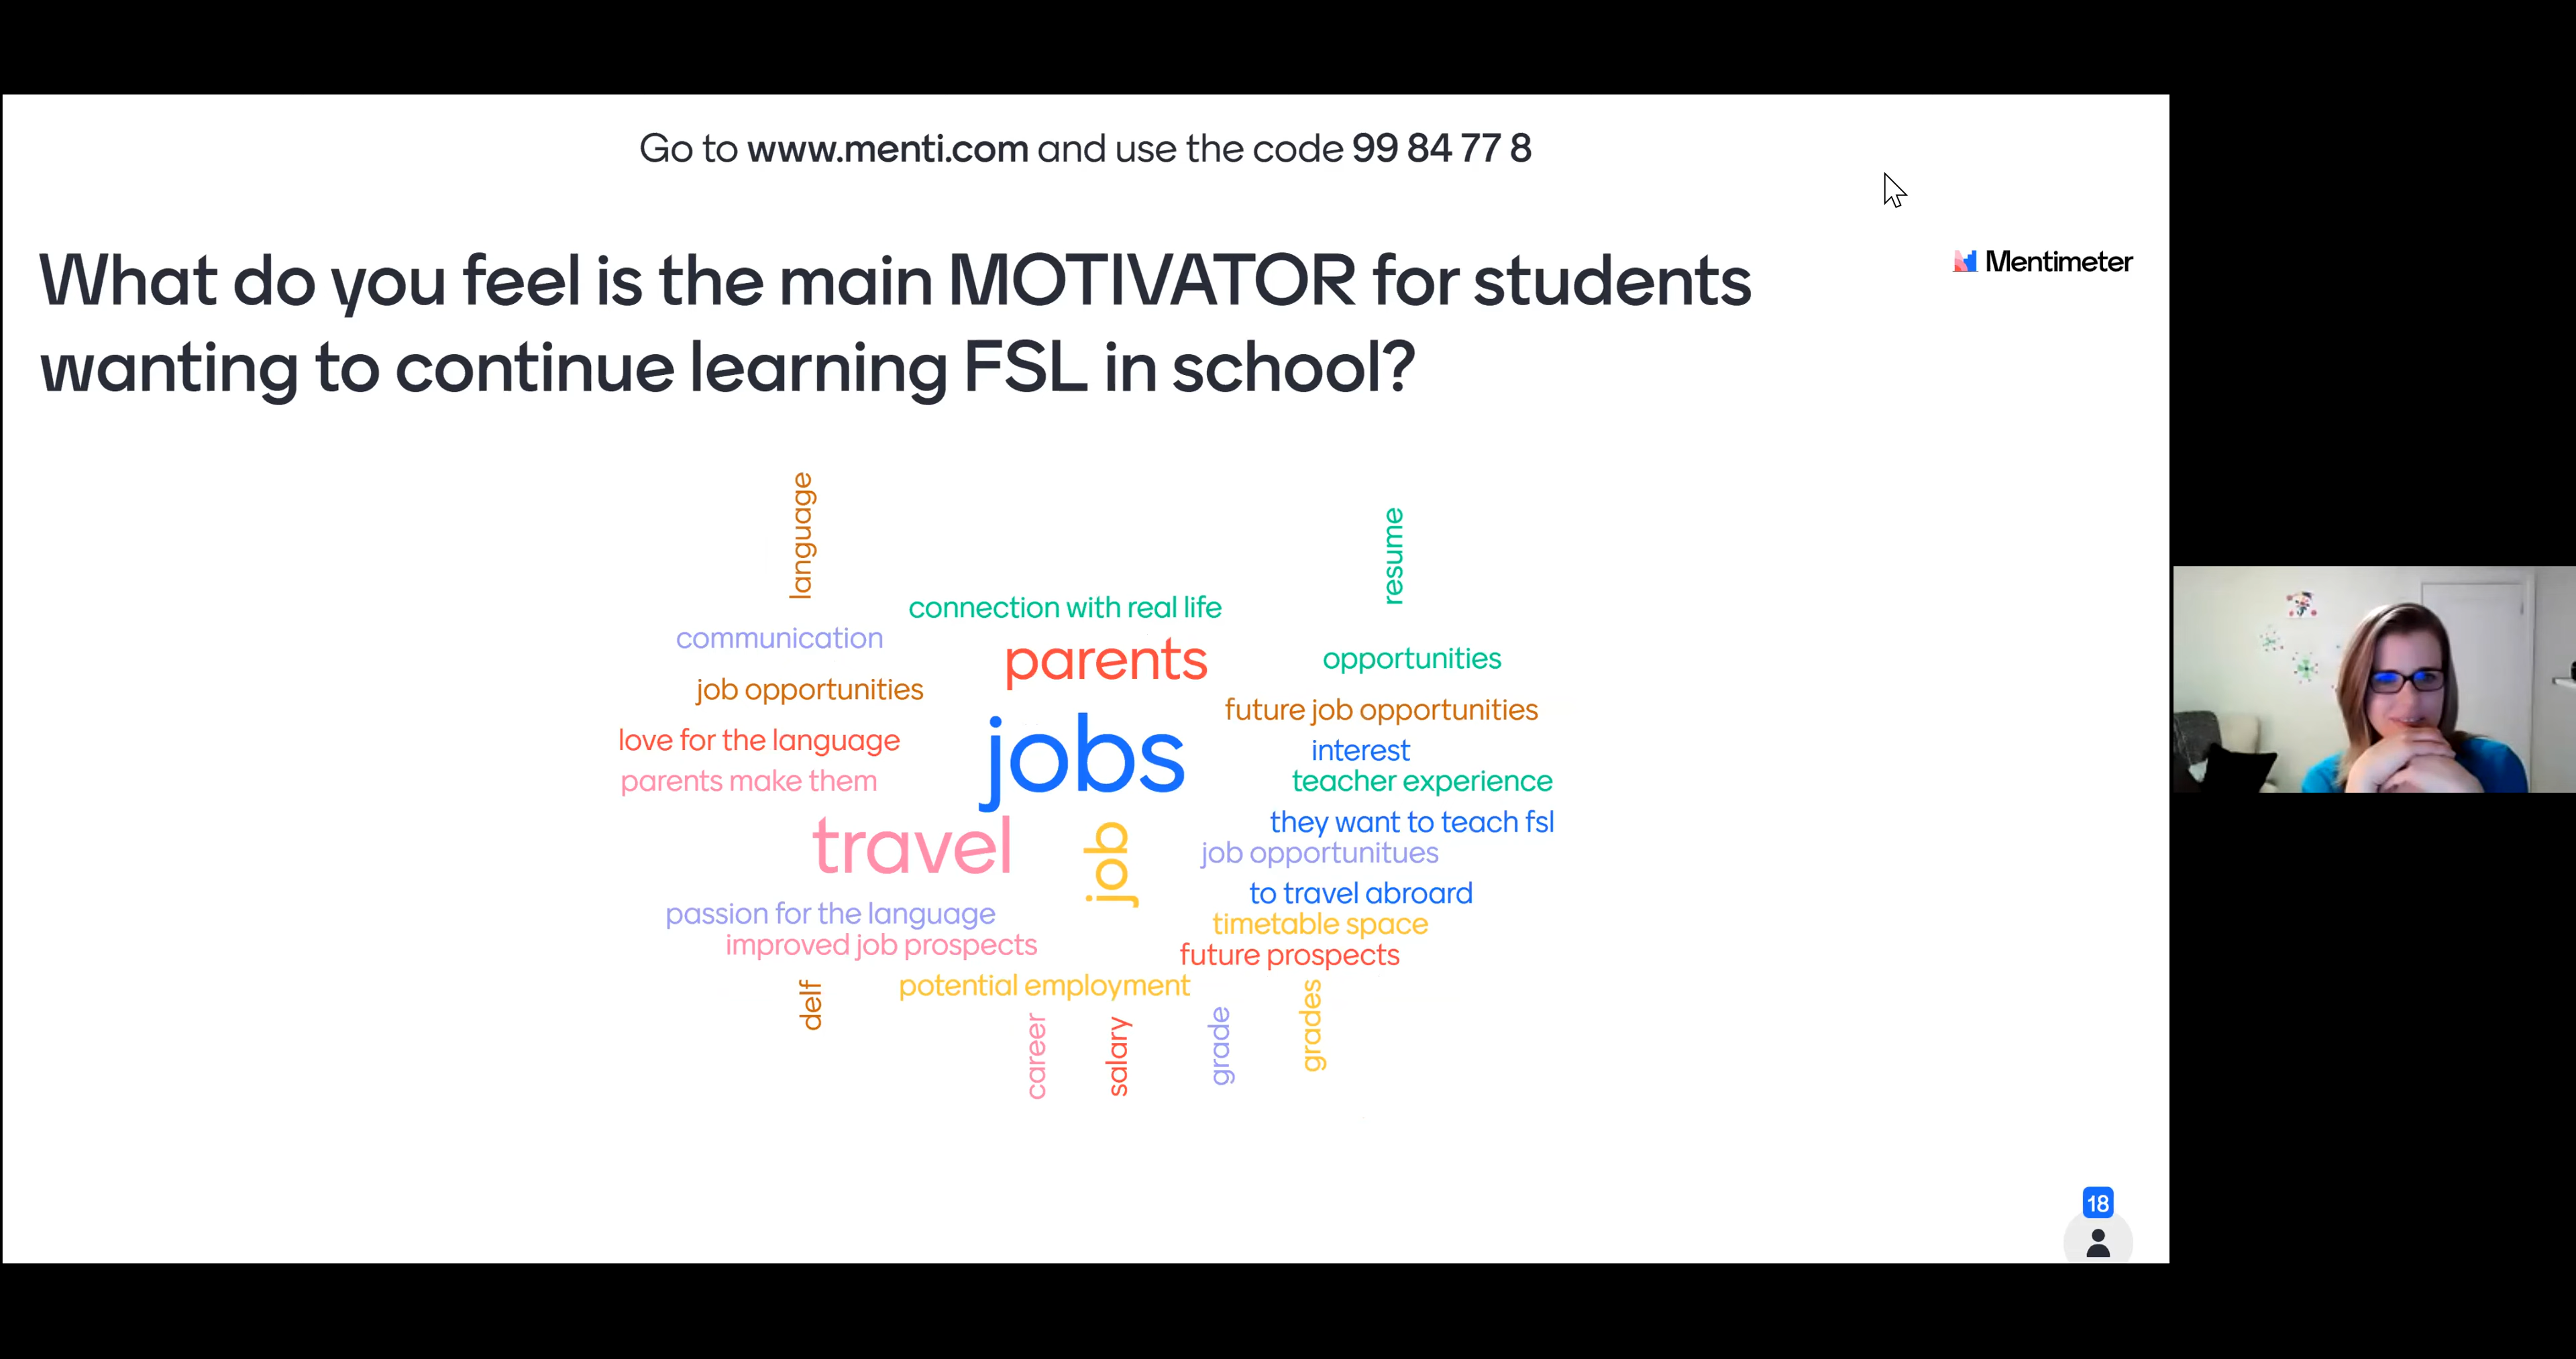 Go to www.menti.com and use the code 99 84 77 8
What do you feel is the main MOTIVATOR for students
wanting to continue learning FSL in school?
Mentimeter
language
resume
connection with real life
communication
parents
opportunities
job opportunities
future job opportunities
love for the language
jobs
interest
parents make them
teacher experience
travel
job
they want to teach fsl
job opportunitues
to travel abroard
passion for the language
timetable space
improved job prospects
future prospects
delf
potential employment
career
salary
grade
grades
18